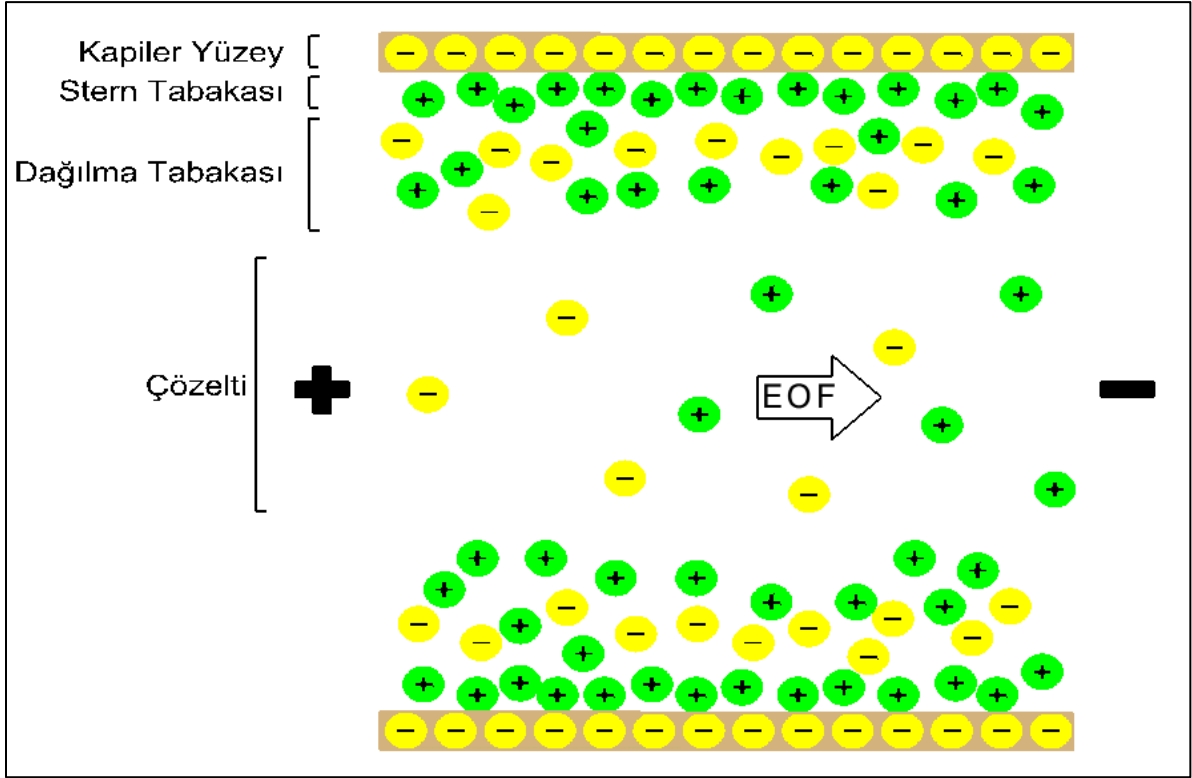 Kapiler Yüzey
Stern Tabakası
Dağılma Tabakası
Çözelti
EOF